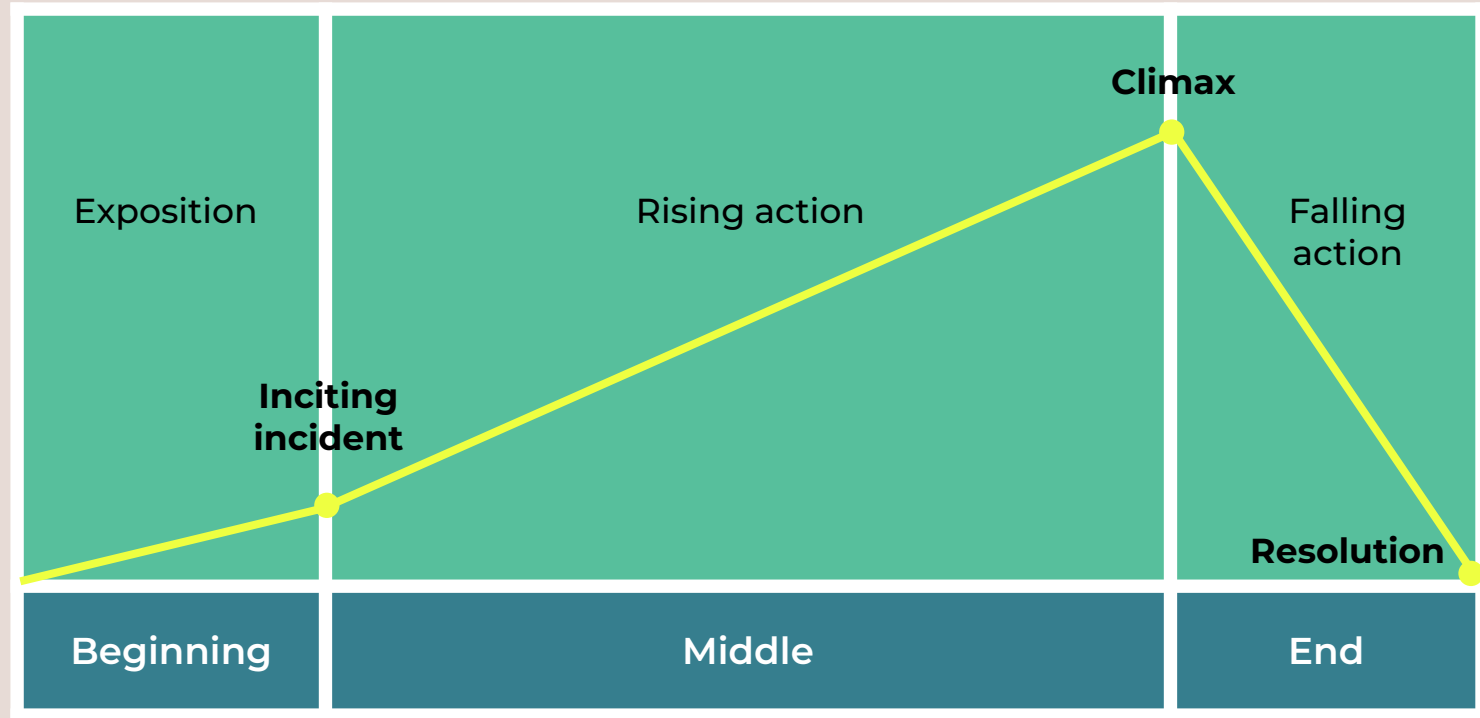 Climax
Exposition
Rising action
Falling
action
Inciting
incident
Resolution
Beginning
Middle
End